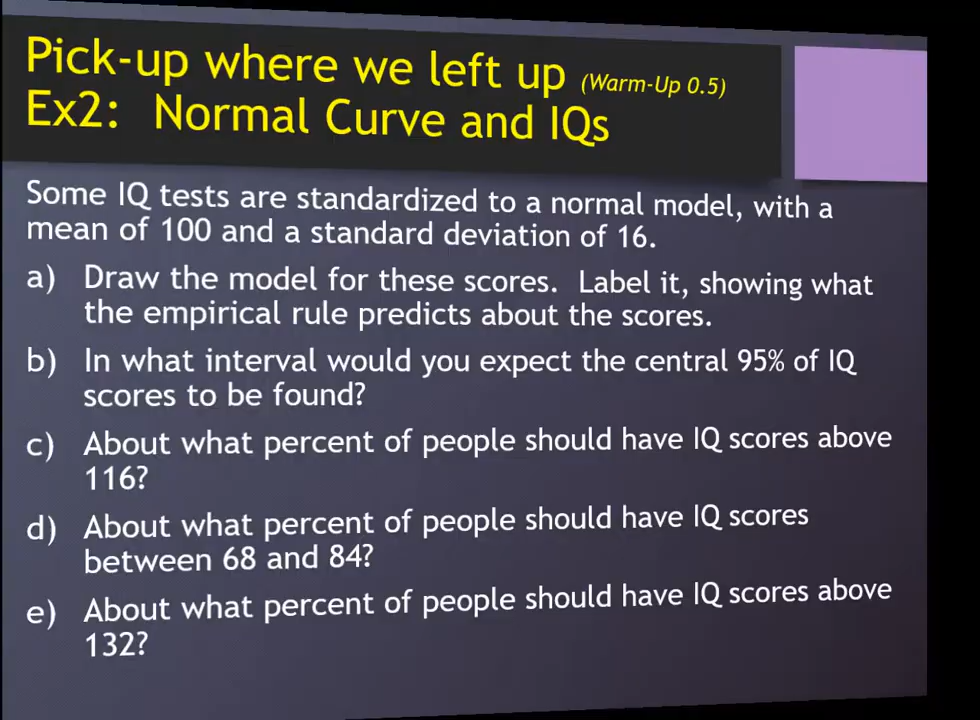 Pick-up where we left up (Warm-Up 0.5)
Ex2: Normal Curve and IQs
Some IQ tests are standardized to a normal model, with a
mean of 100 and a standard deviation of 16.
a) Draw the model for these scores. Label it, showing what
the empirical rule predicts about the scores.
b) In what interval would you expect the central 95% of IQ
scores to be found?
c) About what percent of people should have IQ scores above
116?
d) About what percent of people should have IQ scores
between 68 and 84?
e) About what percent of people should have IQ scores above
132?